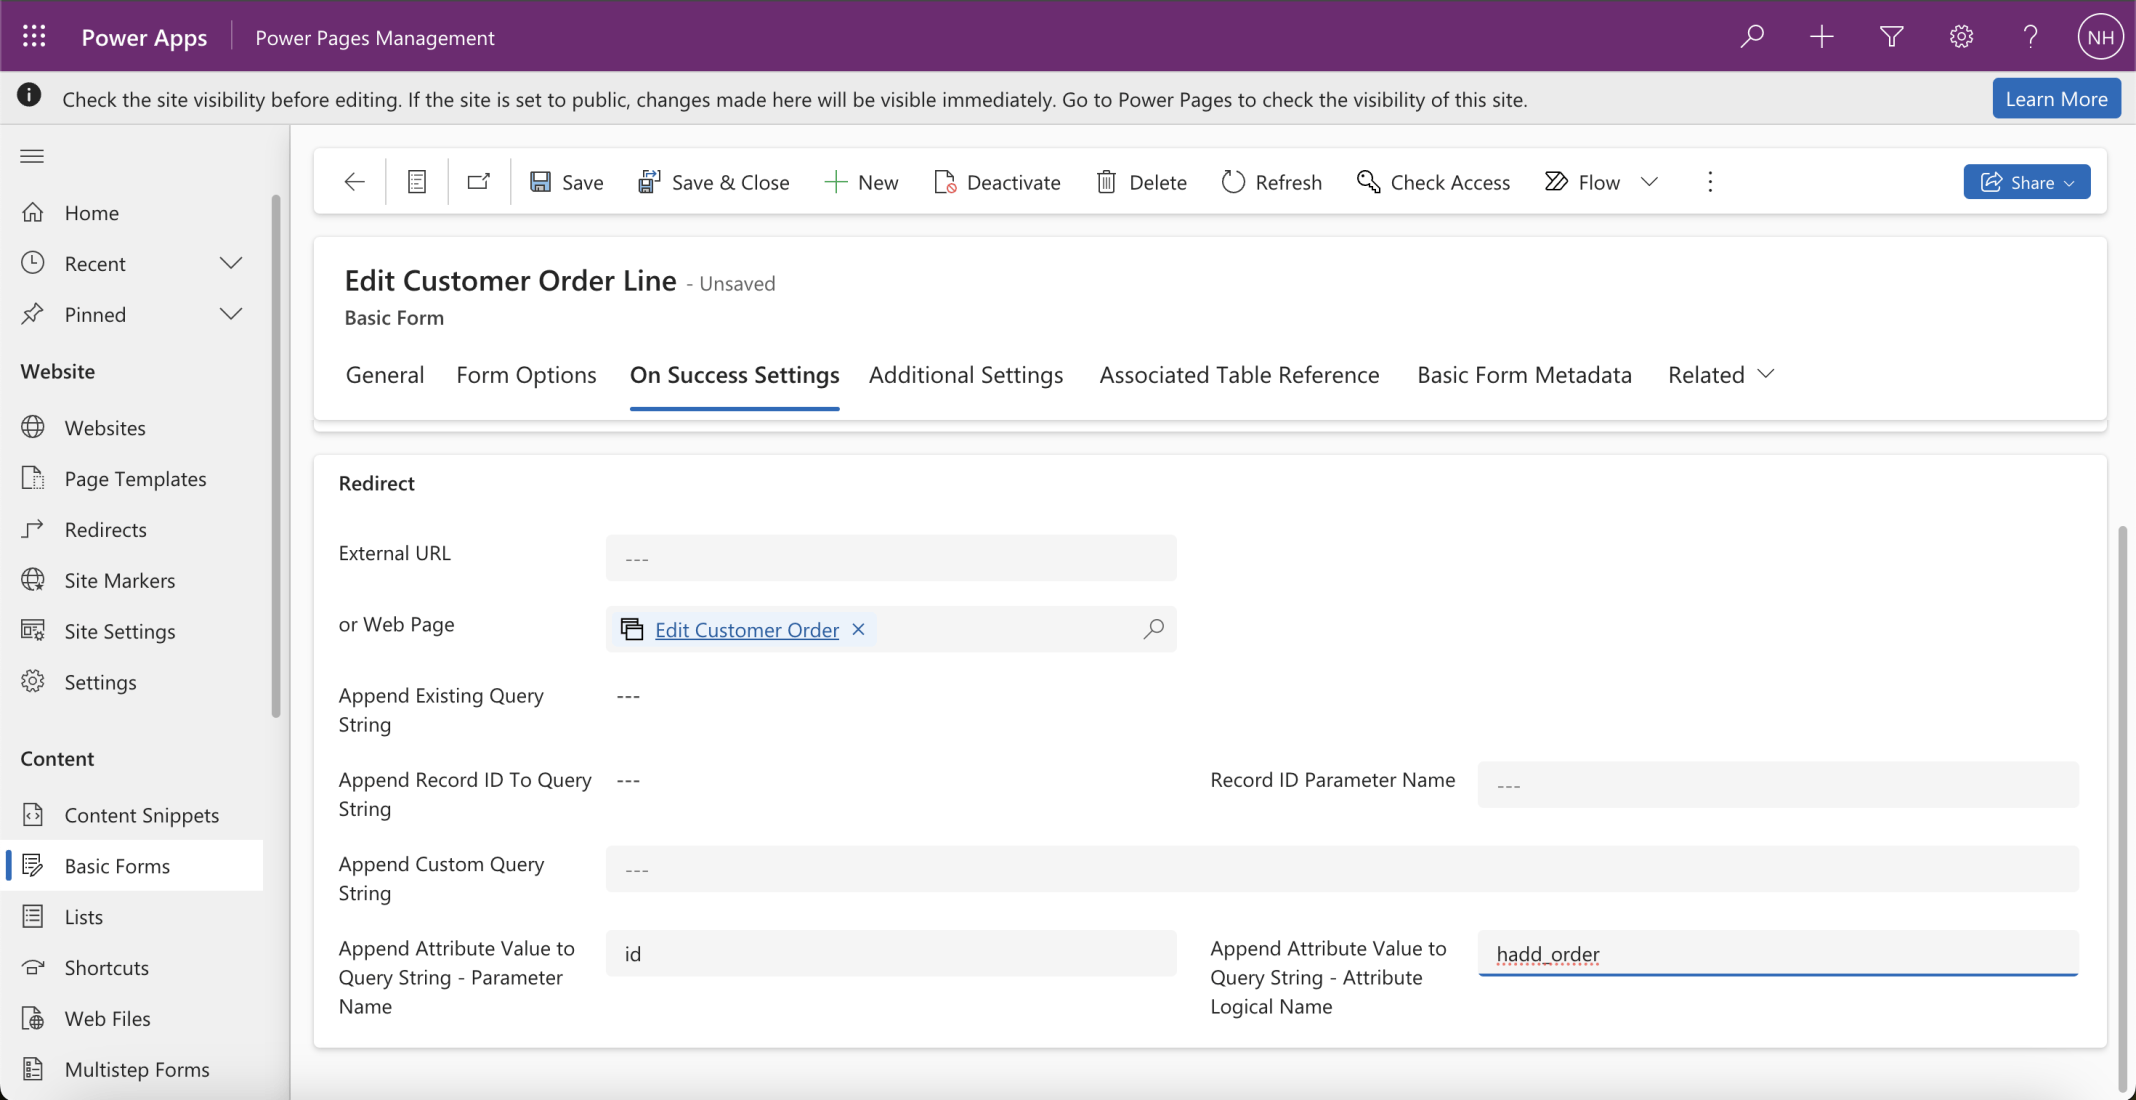 Power Apps
Power Pages Management
NH
Check the site visibility before editing. If the site is set to public, changes made here will be visible immediately. Go to Power Pages to check the visibility of this site.
Learn More
Home
Recent
Pinned
Website
Websites
Page Templates
Redirects
Site Markers
Site Settings
Settings
Content
Content Snippets
Basic Forms
Lists
Shortcuts
Web Files
Multistep Forms
Save
Save & Close
New
Deactivate
Delete
Refresh
Check Access
Flow
Share
Edit Customer Order Line - Unsaved
Basic Form
General
Form Options
On Success Settings
Additional Settings
Associated Table Reference
Basic Form Metadata
Related
Redirect
External URL
---
or Web Page
Edit Customer Order
Append Existing Query
String
---
Append Record ID To Query
String
---
Record ID Parameter Name
---
Append Custom Query
String
---
Append Attribute Value to
Query String - Parameter
Name
id
Append Attribute Value to
Query String - Attribute
Logical Name
hadd_order